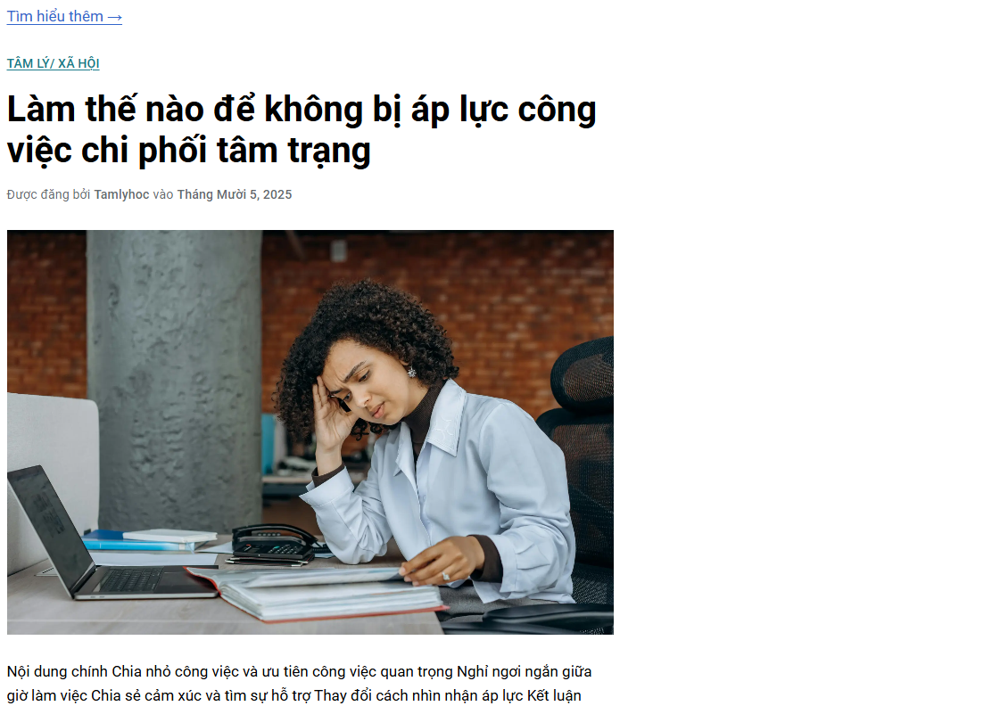 Tìm hiểu thêm →
TÂM LÝ/ XÃ HỘI
Làm thế nào để không bị áp lực công
việc chi phối tâm trạng
Được đăng bởi Tamlyhoc vào Tháng Mười 5, 2025
Nội dung chính Chia nhỏ công việc và ưu tiên công việc quan trọng Nghỉ ngơi ngắn giữa
giờ làm việc Chia sẻ cảm xúc và tìm sự hỗ trợ Thay đổi cách nhìn nhận áp lực Kết luận